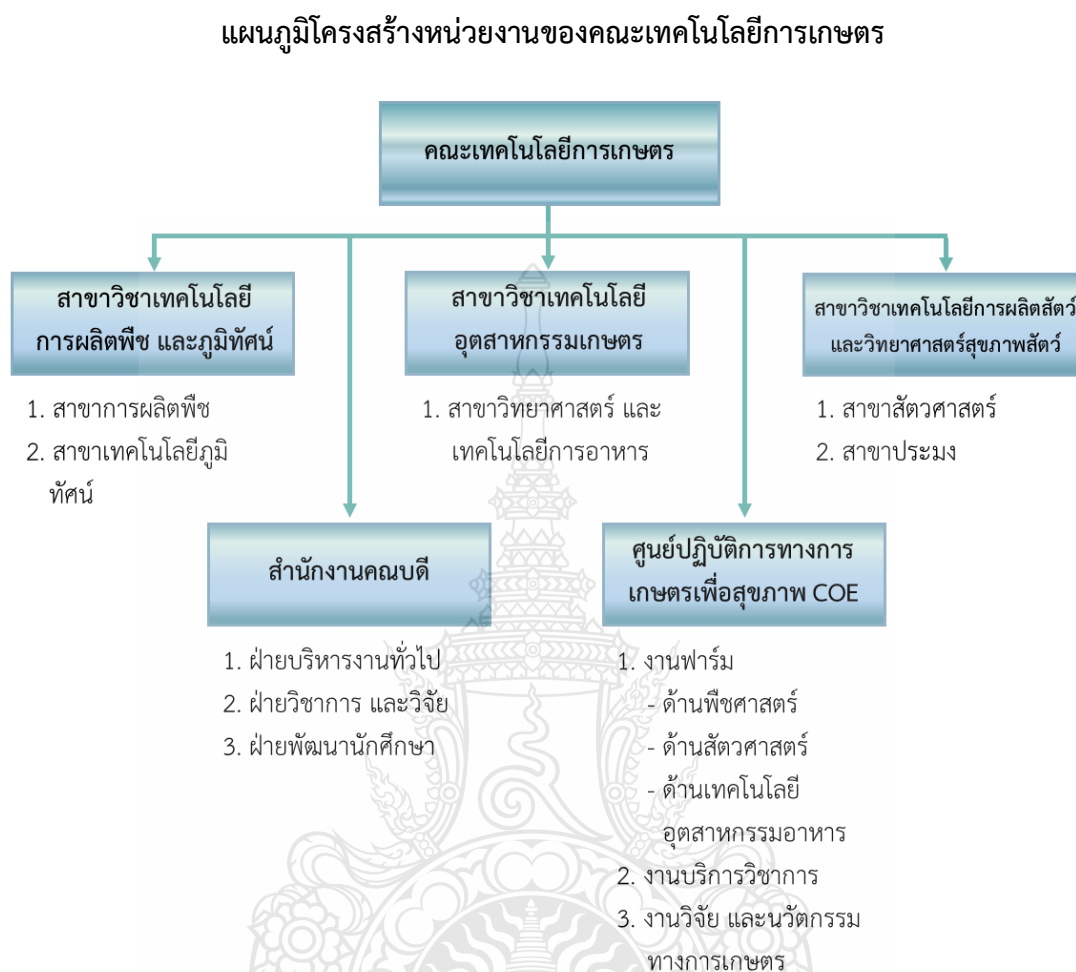 แผนภูมิโครงสร้างหน่วยงานของคณะเทคโนโลยีการเกษตร
คณะเทคโนโลยีการเกษตร
สาขาวิชาเทคโนโลยี
การผลิตพืช และภูมิทัศน์
1. สาขาการผลิตพืช
2. สาขาเทคโนโลยีภูมิ
ทัศน์
สาขาวิชาเทคโนโลยี
อุตสาหกรรมเกษตร
1. สาขาวิทยาศาสตร์ และ
เทคโนโลยีการอาหาร
สาขาวิชาเทคโนโลยีการผลิตสัตว์
และวิทยาศาสตร์สุขภาพสัตว์
1. สาขาสัตวศาสตร์
2. สาขาประมง
สำนักงานคณบดี
1. ฝ่ายบริหารงานทั่วไป
2. ฝ่ายวิชาการ และวิจัย
3. ฝ่ายพัฒนานักศึกษา
ศูนย์ปฏิบัติการทางการ
เกษตรเพื่อสุขภาพ COE
1. งานฟาร์ม
- ด้านพืชศาสตร์
- ด้านสัตวศาสตร์
- ด้านเทคโนโลยี
อุตสาหกรรมอาหาร
2. งานบริการวิชาการ
3. งานวิจัย และนวัตกรรม
ทางการเกษตร